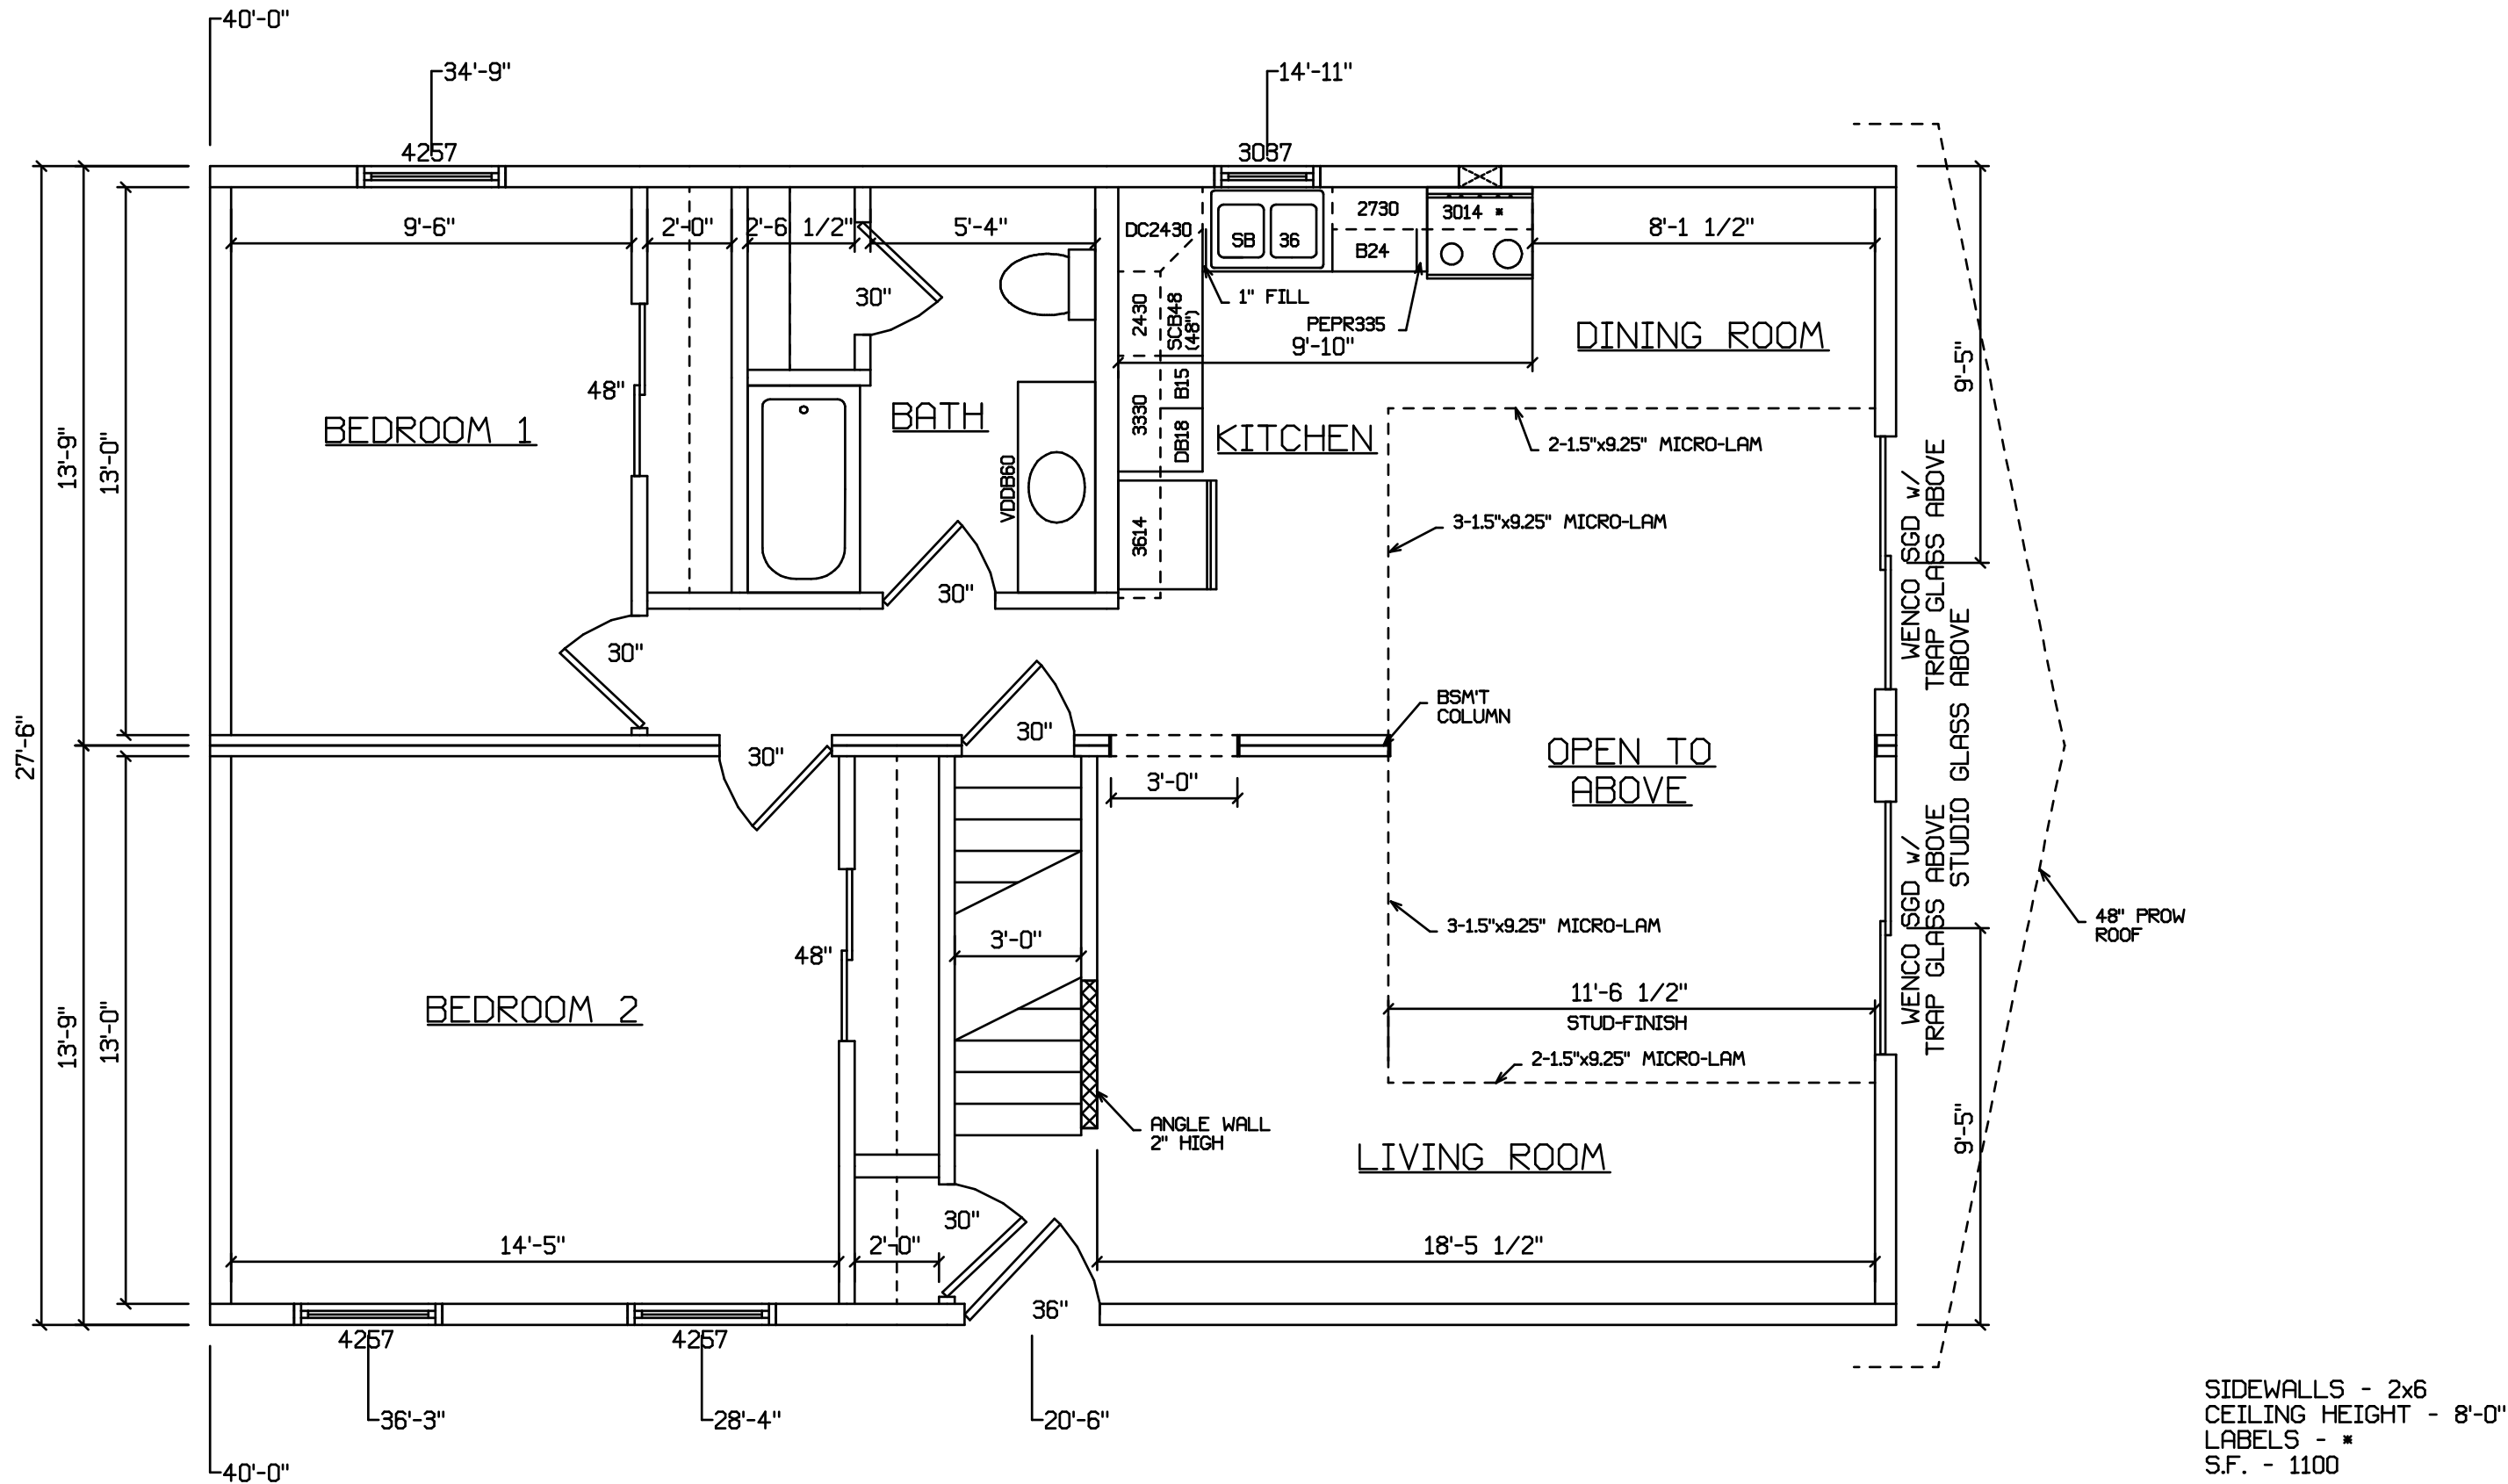 40'-0"
34'-9"
14'-11"
4257
3037
9'-6"
2'-0"
2'-6 1/2"
5'-4"
DC2430
SB 36
2730
B24
3014 *
8'-1 1/2"
30"
1" FILL
PEPR335
9'-10"
2430
SCB48
(48")
DINING ROOM
9'-5"
48"
BEDROOM 1
BATH
3330
B15
DB18
KITCHEN
2-1.5"x9.25" MICRO-LAM
13'-9"
13'-0"
VDDB60
3614
3-1.5"x9.25" MICRO-LAM
WENCO SGD w/
TRAP GLASS ABOVE
30"
30"
27'-6"
30"
30"
BSM'T
COLUMN
3'-0"
OPEN TO
ABOVE
STUDIO GLASS ABOVE
WENCO SGD w/
TRAP GLASS ABOVE
48" PROW
ROOF
3-1.5"x9.25" MICRO-LAM
48"
3'-0"
BEDROOM 2
11'-6 1/2"
STUD-FINISH
2-1.5"x9.25" MICRO-LAM
13'-9"
13'-0"
ANGLE WALL
2" HIGH
LIVING ROOM
9'-5"
30"
14'-5"
2'-0"
18'-5 1/2"
36"
4257
4257
36'-3"
28'-4"
20'-6"
40'-0"
SIDEWALLS - 2x6
CEILING HEIGHT - 8'-0"
LABELS - *
S.F. - 1100